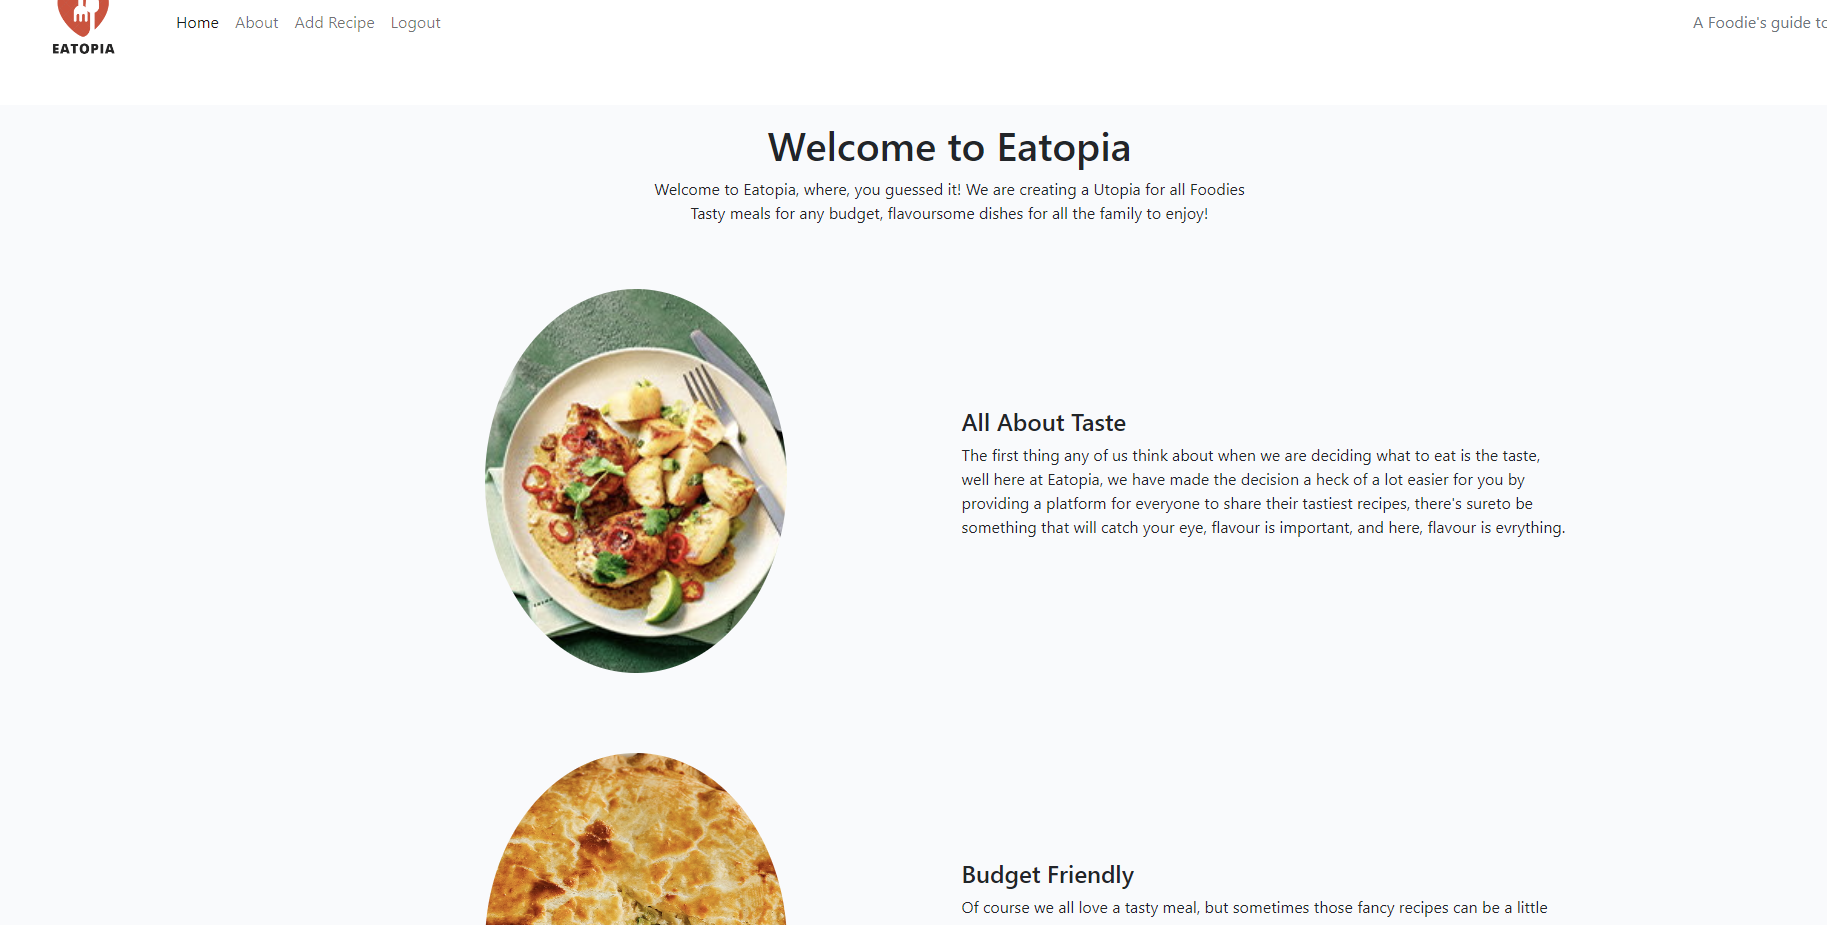 EATOPIA
Home About Add Recipe Logout
A Foodie's guide
Welcome to Eatopia
Welcome to Eatopia, where, you guessed it! We are creating a Utopia for all Foodies
Tasty meals for any budget, flavoursome dishes for all the family to enjoy!
All About Taste
The first thing any of us think about when we are deciding what to eat is the taste,
well here at Eatopia, we have made the decision a heck of a lot easier for you by
providing a platform for everyone to share their tastiest recipes, there's sureto be
something that will catch your eye, flavour is important, and here, flavour is evrything.
Budget Friendly
Of course we all love a tasty meal, but sometimes those fancy recipes can be a little